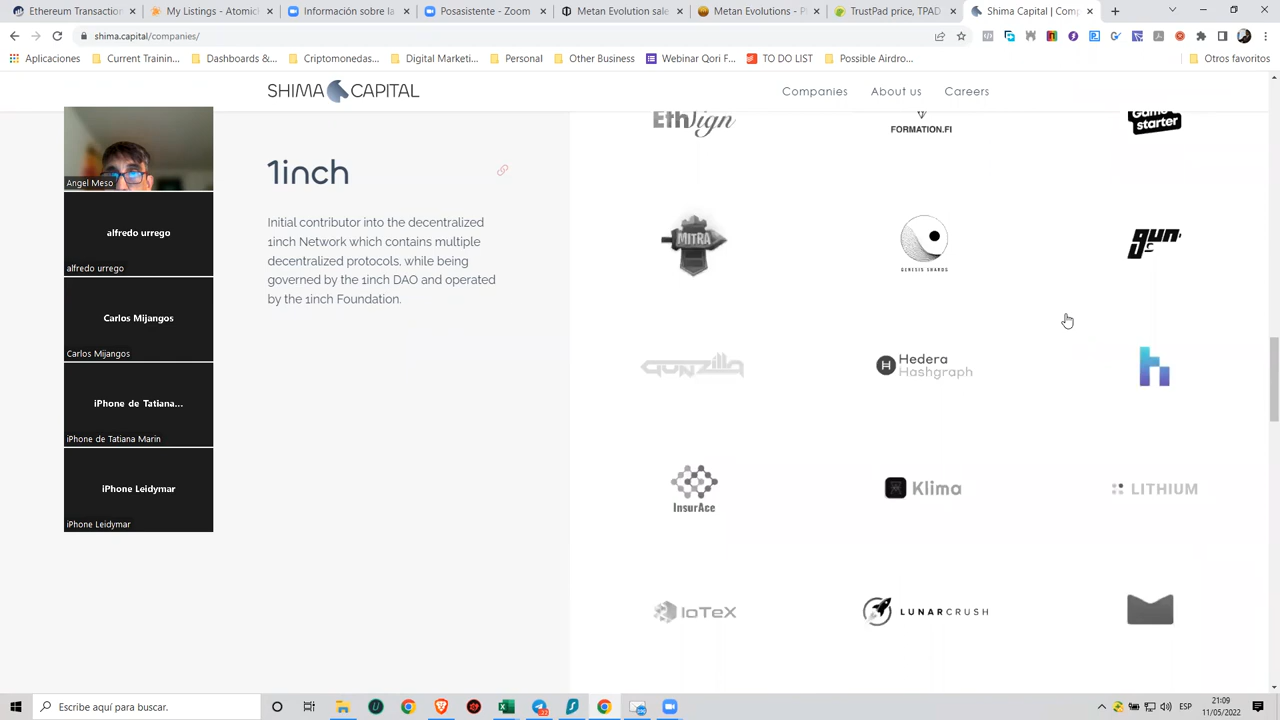 Ethereum Transactio
My Listings - AtomicH
Información sobre la
Posasistente - Zoom
Metan Evolution sale
Metan Evolutions - P
TrustPad price, TPAD
Shima Capital | Comp
shima.capital/companies/
Aplicaciones
Current Trainin...
Dashboards &...
Criptomonedas...
Digital Marketi...
Personal
Other Business
Webinar Qori F...
TO DO LIST
Possible Airdro...
Otros favoritos
SHIMA CAPITAL
Companies
About us
Careers
EthSign
FORMATION.FI
Game starter
Angel Meso
1inch
Initial contributor into the decentralized
1inch Network which contains multiple
decentralized protocols, while being
governed by the 1inch DAO and operated
by the 1inch Foundation.
alfredo urrego
alfredo urrego
Carlos Mijangos
Carlos Mijangos
iPhone de Tatiana...
iPhone de Tatiana Marin
iPhone Leidymar
iPhone Leidymar
MITRA
GENESIS SHARDS
GUNZILLA
Hedera
Hashgraph
InsurAce
Klima
LITHIUM
IoTeX
LUNARCRUSH
Escribe aquí para buscar.
ESP
21:09
11/05/2022